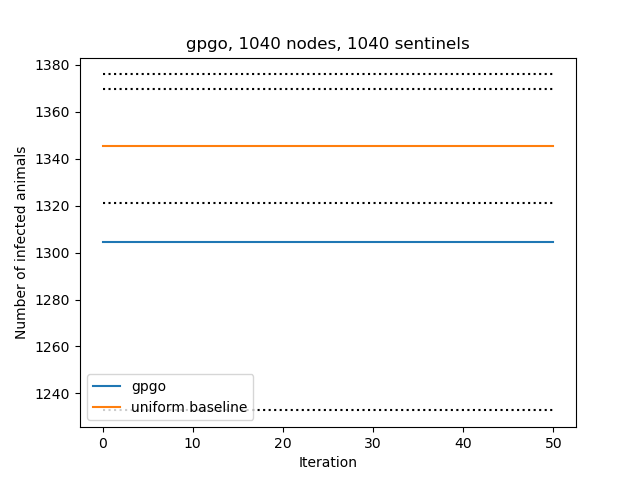 gpgo, 1040 nodes, 1040 sentinels
1380
1360
1340
1320
1300
1280
1260
1240
Number of infected animals
gpgo
uniform baseline
0 10 20 30 40 50
Iteration